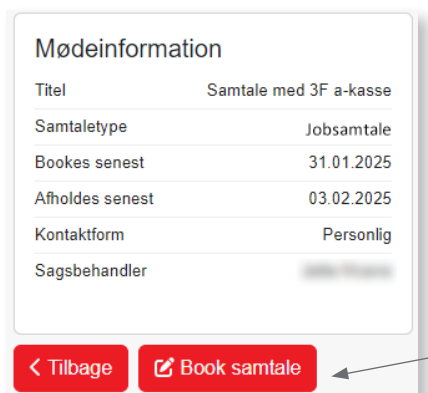 Mødeinformation
Titel Samtale med 3F a-kasse
Samtaletype Jobsamtale
Bookes senest 31.01.2025
Afholdes senest 03.02.2025
Kontaktform Personlig
Sagsbehandler
Tilbage Book samtale